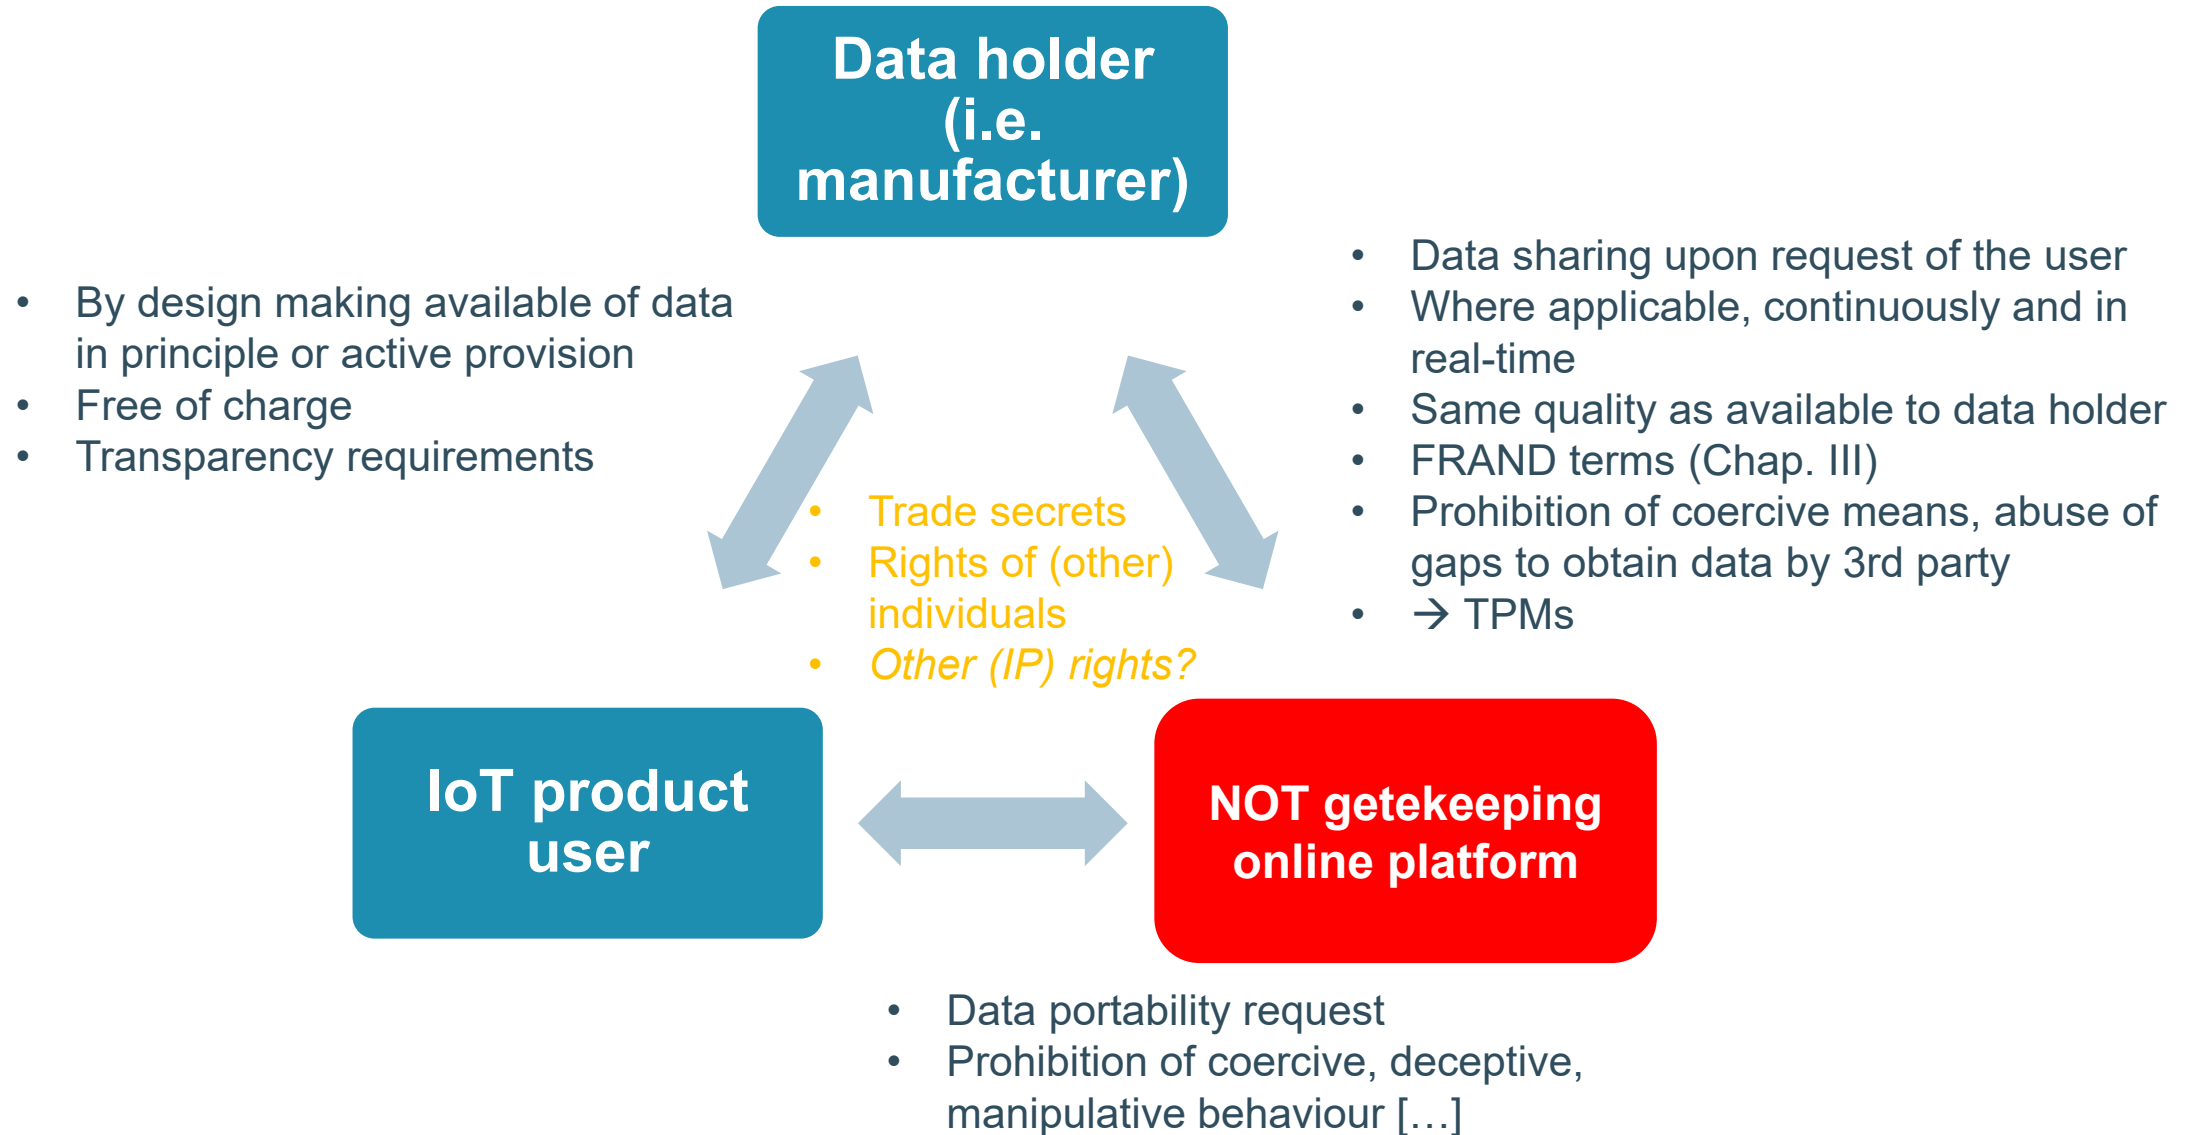 Data holder
(i.e.
manufacturer)
• By design making available of data
in principle or active provision
• Free of charge
• Transparency requirements
• Data sharing upon request of the user
• Where applicable, continuously and in
real-time
• Same quality as available to data holder
• FRAND terms (Chap. III)
• Prohibition of coercive means, abuse of
gaps to obtain data by 3rd party
• → TPMs
• Trade secrets
• Rights of (other)
individuals
• Other (IP) rights?
IoT product
user
NOT getekeeping
online platform
• Data portability request
• Prohibition of coercive, deceptive,
manipulative behaviour […]